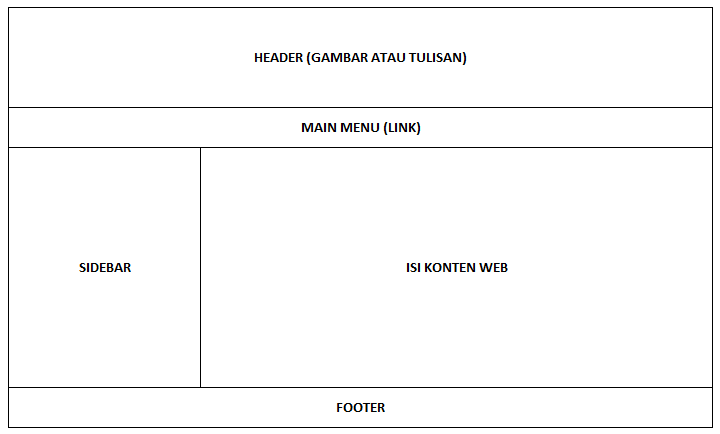 HEADER (GAMBAR ATAU TULISAN)
MAIN MENU (LINK)
SIDEBAR
ISI KONTEN WEB
FOOTER